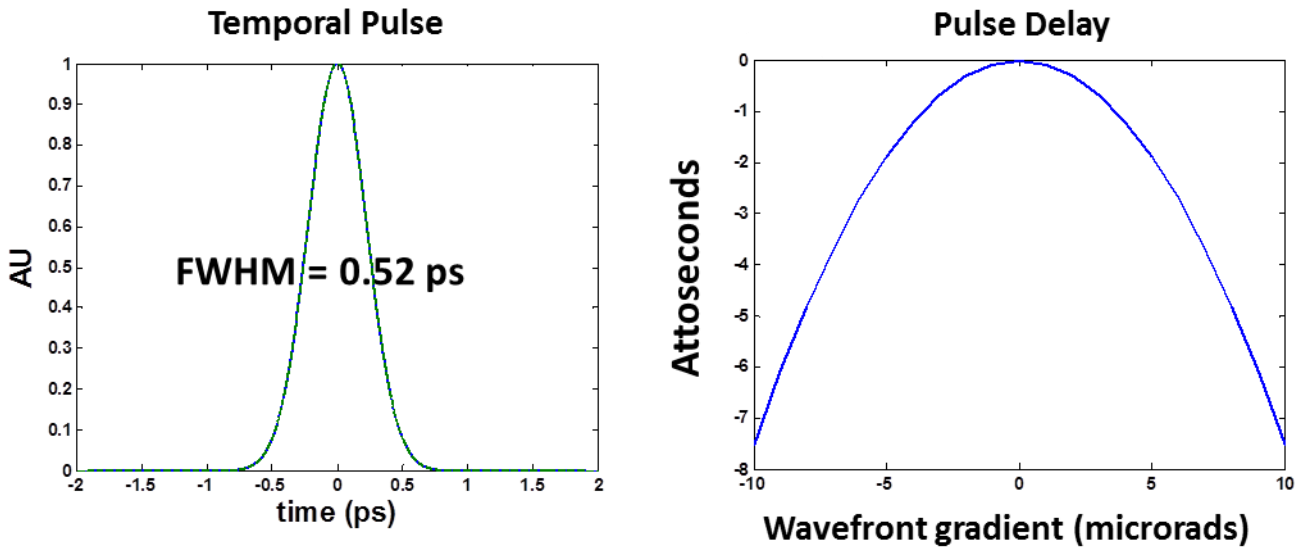 Temporal Pulse
1
0.9
0.8
0.7
0.6
0.5
0.4
0.3
0.2
0.1
0
AU
FWHM = 0.52 ps
-2 -1.5 -1 -0.5 0 0.5 1 1.5 2
time (ps)
Pulse Delay
-0
-1
-2
-3
-4
-5
-6
-7
-8
Attoseconds
-10 -5 0 5 10
Wavefront gradient (microrads)